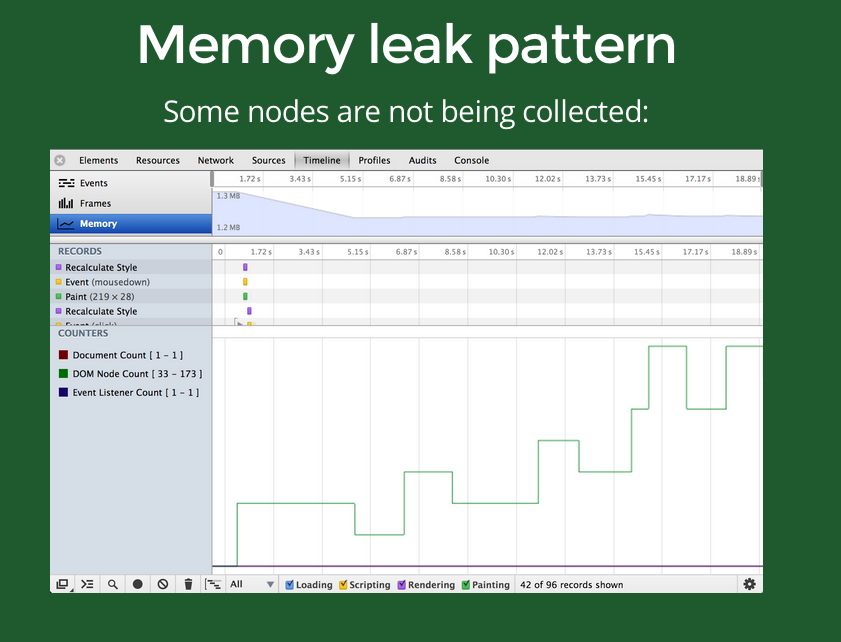 Memory leak pattern
Some nodes are not being collected:
Elements Resources Network Sources Timeline Profiles Audits Console
Events
Frames
Memory
1.72 s 3.43 s 5.15 s 6.87 s 8.58 s 10.30 s 12.02 s 13.73 s 15.45 s 17.17 s 18.89 s
1.3 MB
1.2 MB
RECORDS
0 1.72 s 3.43 s 5.15 s 6.87 s 8.58 s 10.30 s 12.02 s 13.73 s 15.45 s 17.17 s 18.89 s
Recalculate Style
Event (mousedown)
Paint (219 × 28)
Recalculate Style
Event (click)
COUNTERS
Document Count [ 1 – 1 ]
DOM Node Count [ 33 – 173 ]
Event Listener Count [ 1 – 1 ]
All Loading Scripting Rendering Painting 42 of 96 records shown